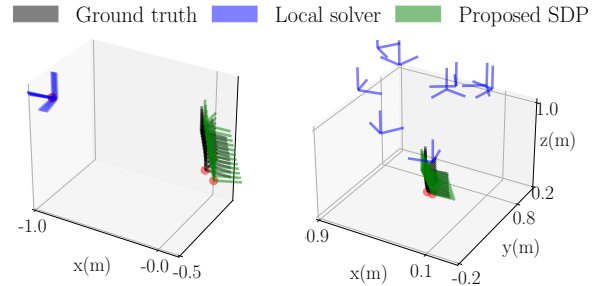 Ground truth Local solver Proposed SDP
-1.0
x(m)
-0.0
-0.5
0.9
x(m)
0.1
-0.2
y(m)
0.8
0.2
z(m)
1.0